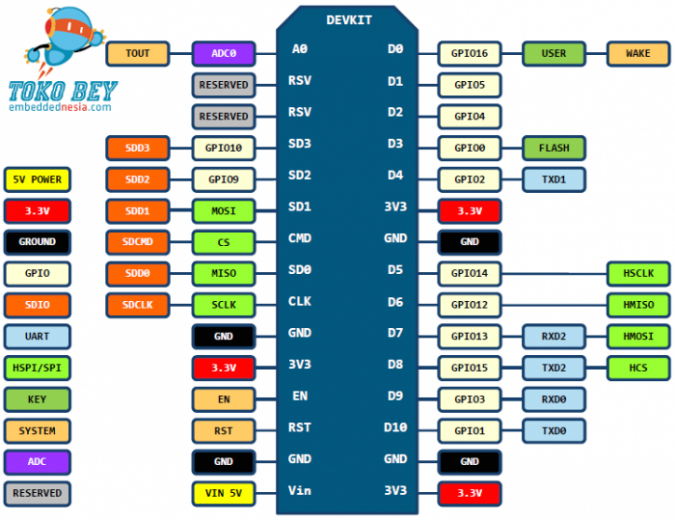 DEVKIT
TOUT ADC0 A0 D0 GPIO16 USER WAKE
TOKO BEY
embeddednesia.com
RESERVED RSV D1 GPIO5
RESERVED RSV D2 GPIO4
SDD3 GPIO10 SD3 D3 GPIO0 FLASH
5V POWER SDD2 GPIO9 SD2 D4 GPIO2 TXD1
3.3V SDD1 MOSI SD1 3V3 3.3V
GROUND SDCMD CS CMD GND GND
GPIO SDD0 MISO SD0 D5 GPIO14 HSCLK
SDIO SDCLK SCLK CLK D6 GPIO12 HMISO
UART GND GND D7 GPIO13 RXD2 HMOSI
HSPI/SPI 3.3V 3V3 D8 GPIO15 TXD2 HCS
KEY EN EN D9 GPIO3 RXD0
SYSTEM RST RST D10 GPIO1 TXD0
ADC GND GND GND GND
RESERVED VIN 5V Vin 3V3 3.3V